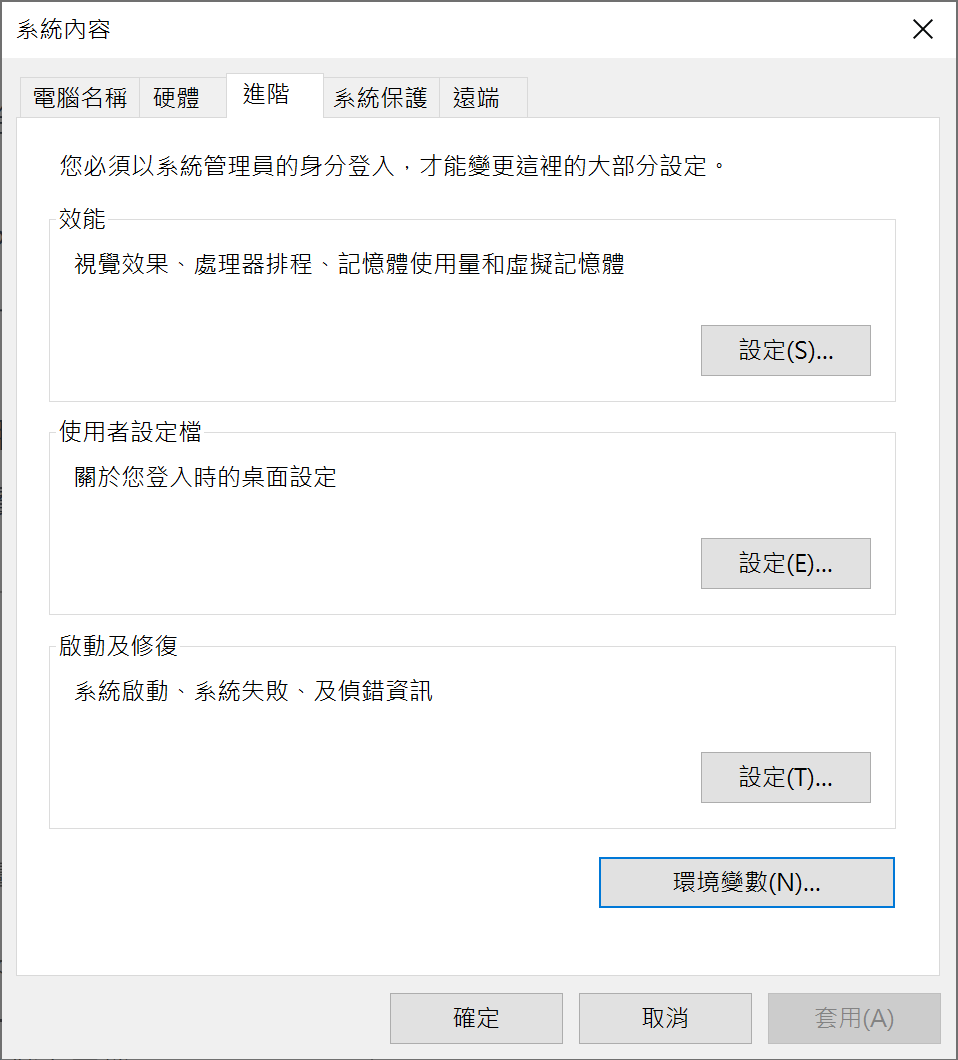 系統內容
電腦名稱 硬體 進階 系統保護 遠端
您必須以系統管理員的身分登入，才能變更這裡的大部分設定。
效能
視覺效果、處理器排程、記憶體使用量和虛擬記憶體
設定(S)...
使用者設定檔
關於您登入時的桌面設定
設定(E)...
啟動及修復
系統啟動、系統失敗、及偵錯資訊
設定(T)...
環境變數(N)...
確定 取消 套用(A)